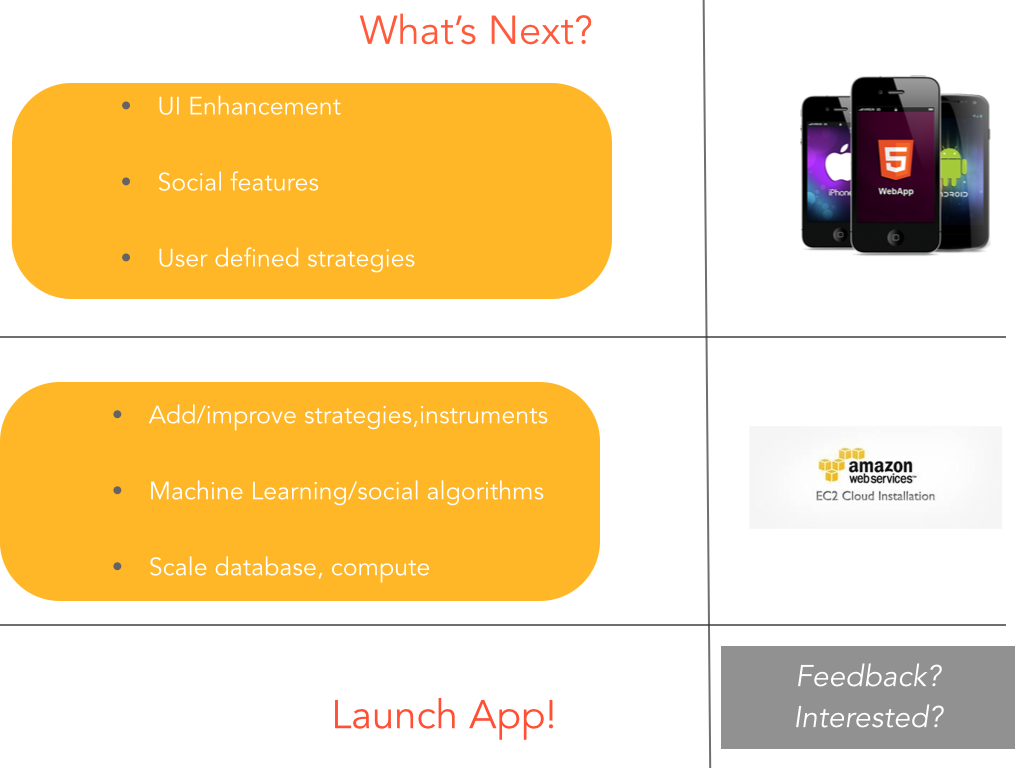 What's Next?
• UI Enhancement
• Social features
• User defined strategies
iPhone
5
WebApp
• Add/improve strategies,instruments
• Machine Learning/social algorithms
• Scale database, compute
amazon
webservices™
EC2 Cloud Installation
Launch App!
Feedback?
Interested?